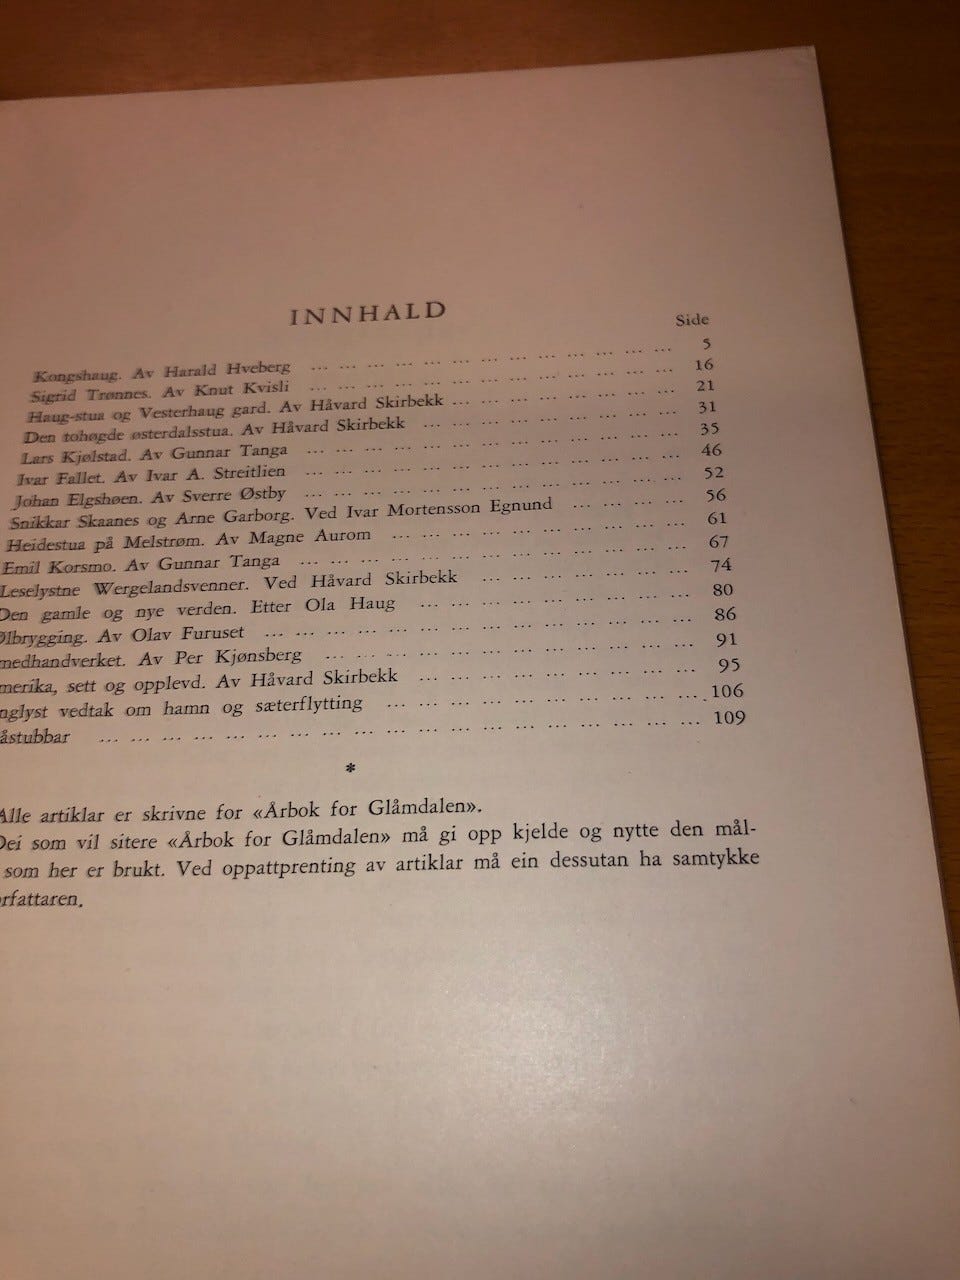 INNHALD
Side
Kongshaug. Av Harald Hveberg ... ... ... ... ... ... ... ... ... ... ... 5
Sigrid Trønnes. Av Knut Kvisli ... ... ... ... ... ... ... ... ... ... ... 16
Haug-stua og Vesterhaug gard. Av Håvard Skirbekk ... ... ... ... ... ... 21
Den tohøgde østerdalsstua. Av Håvard Skirbekk ... ... ... ... ... ... ... 31
Lars Kjølstad. Av Gunnar Tanga ... ... ... ... ... ... ... ... ... ... ... 35
Ivar Fallet. Av Ivar A. Streitlien ... ... ... ... ... ... ... ... ... ... ... 46
Johan Elgshøen. Av Sverre Østby ... ... ... ... ... ... ... ... ... ... ... 52
Snikkar Skaanes og Arne Garborg. Ved Ivar Mortensson Egnund ... ... ... 56
Heidestua på Melstrøm. Av Magne Aurom ... ... ... ... ... ... ... ... 61
Emil Korsmo. Av Gunnar Tanga ... ... ... ... ... ... ... ... ... ... ... 67
Leselystne Wergelandsvenner. Ved Håvard Skirbekk ... ... ... ... ... ... 74
Den gamle og nye verden. Etter Ola Haug ... ... ... ... ... ... ... ... 80
Ølbrygging. Av Olav Furuset ... ... ... ... ... ... ... ... ... ... ... ... 86
medhandverket. Av Per Kjønsberg ... ... ... ... ... ... ... ... ... ... 91
merika, sett og opplevd. Av Håvard Skirbekk ... ... ... ... ... ... ... ... 95
nglyst vedtak om hamn og sæterflytting ... ... ... ... ... ... ... ... 106
åstubbar ... ... ... ... ... ... ... ... ... ... ... ... ... ... ... ... 109
*
Alle artiklar er skrivne for «Årbok for Glåmdalen».
Dei som vil sitere «Årbok for Glåmdalen» må gi opp kjelde og nytte den mål-
som her er brukt. Ved oppattprenting av artiklar må ein dessutan ha samtykke
rfattaren.